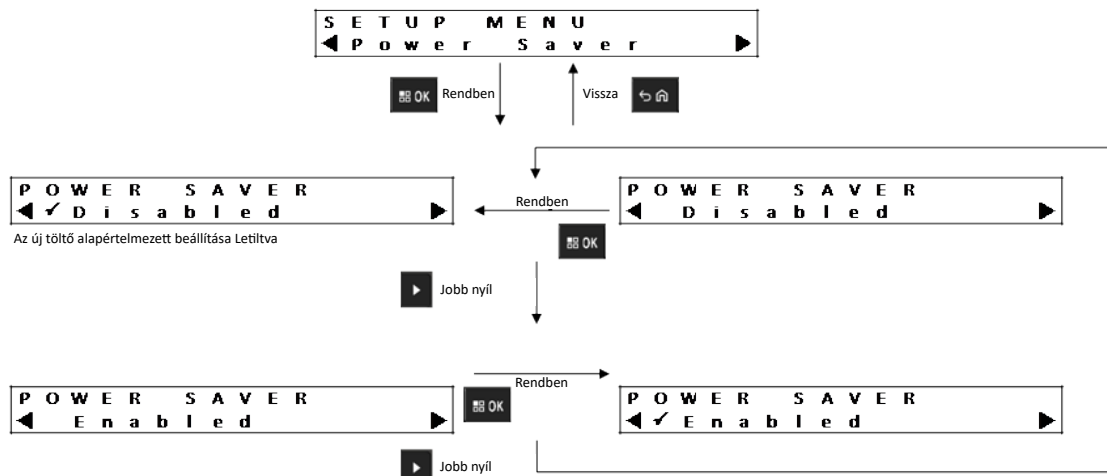 SETUP MENU
Power Saver
OK Rendben
Vissza
POWER SAVER
✓Disabled
Az új töltő alapértelmezett beállítása Letiltva
Rendben
OK
POWER SAVER
Disabled
Jobb nyíl
POWER SAVER
Enabled
Rendben
OK
POWER SAVER
✓Enabled
Jobb nyíl